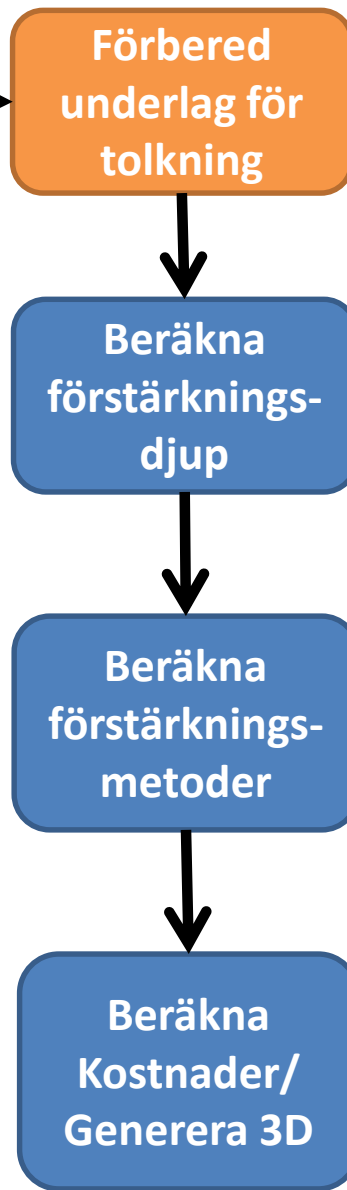 Förbered
underlag för
tolkning
Beräkna
förstärknings-
djup
Beräkna
förstärknings-
metoder
Beräkna
Kostnader/
Generera 3D